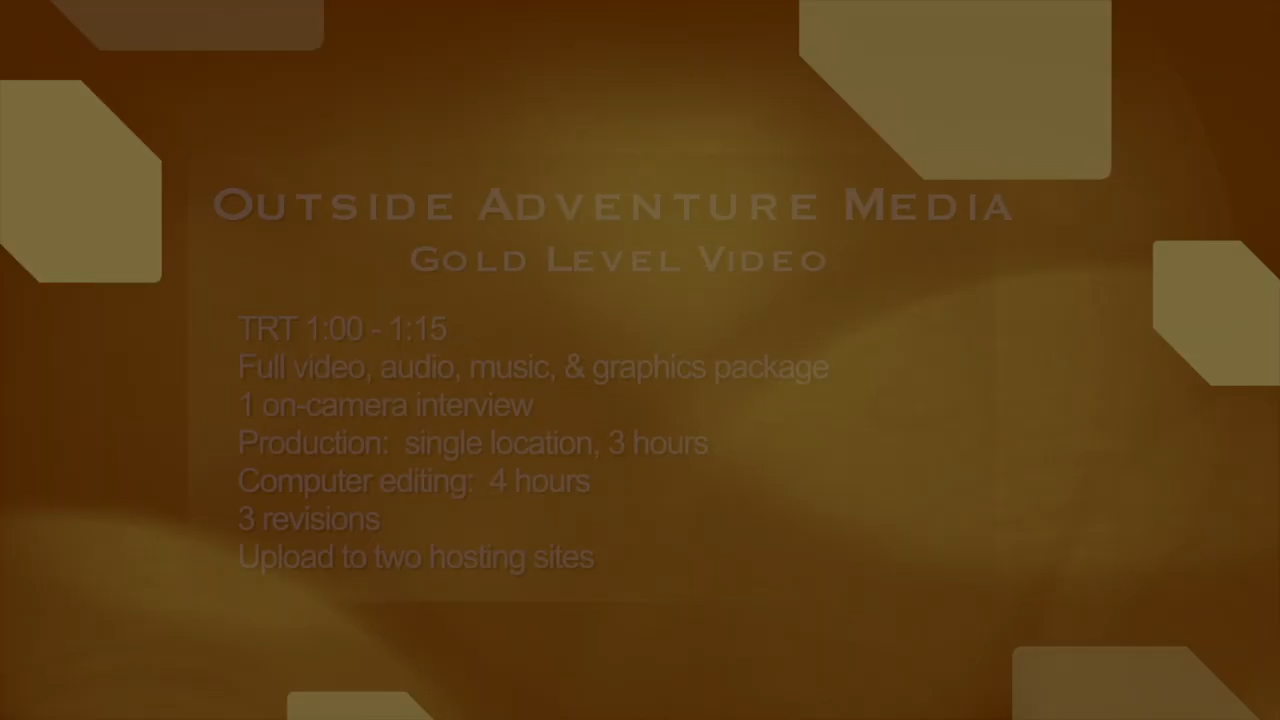 Outside Adventure Media
Gold Level Video
TRT 1:00 - 1:15
Full video, audio, music, & graphics package
1 on-camera interview
Production:  single location, 3 hours
Computer editing:  4 hours
3 revisions
Upload to two hosting sites